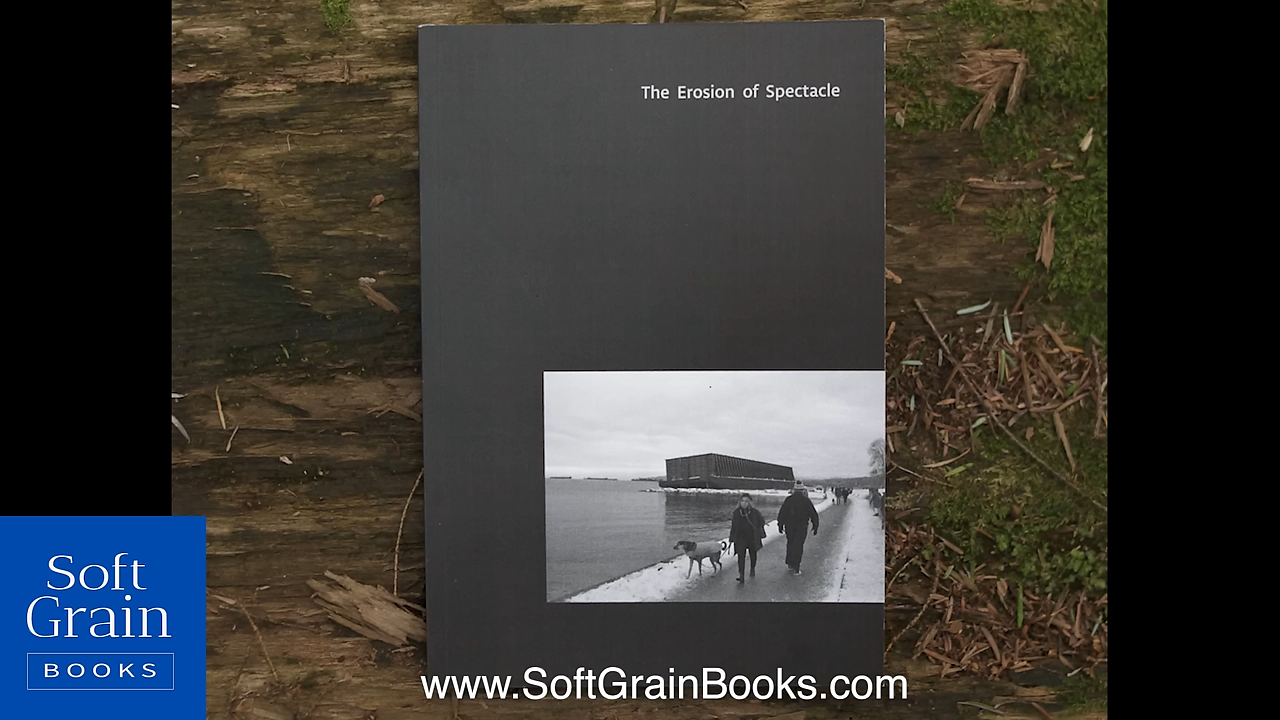 The Erosion of Spectacle
Soft
Grain
BOOKS
www.SoftGrainBooks.com